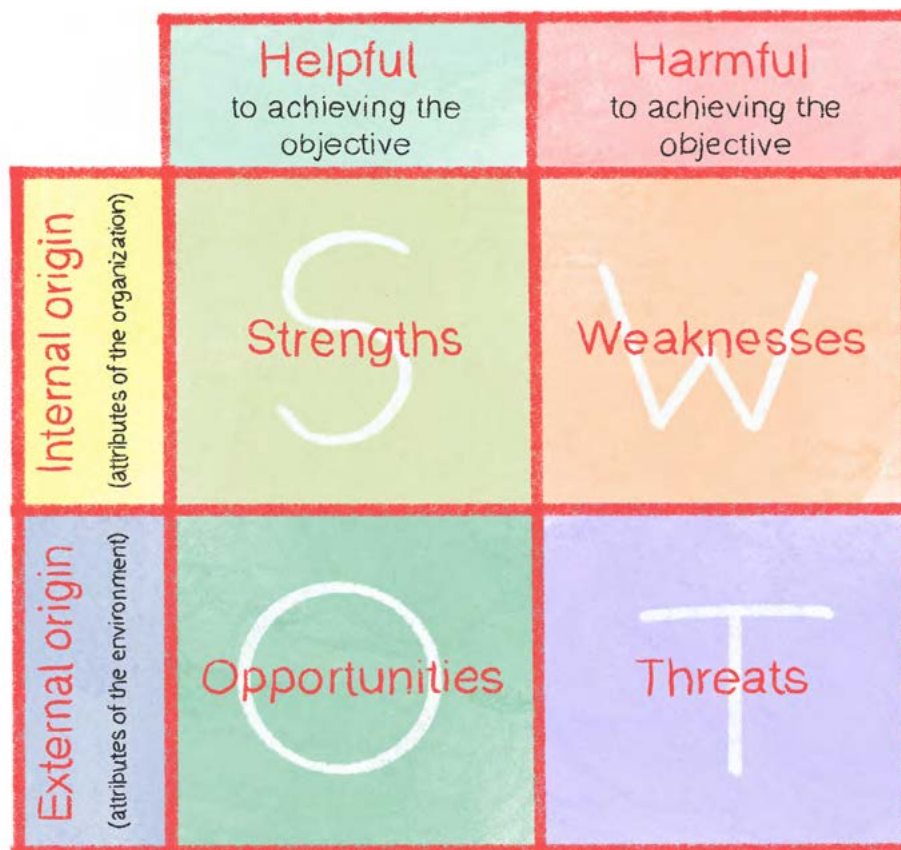 Helpful
to achieving the
objective
Harmful
to achieving the
objective
Internal origin
(attributes of the organization)
S
Strengths
W
Weaknesses
External origin
(attributes of the environment)
O
Opportunities
T
Threats